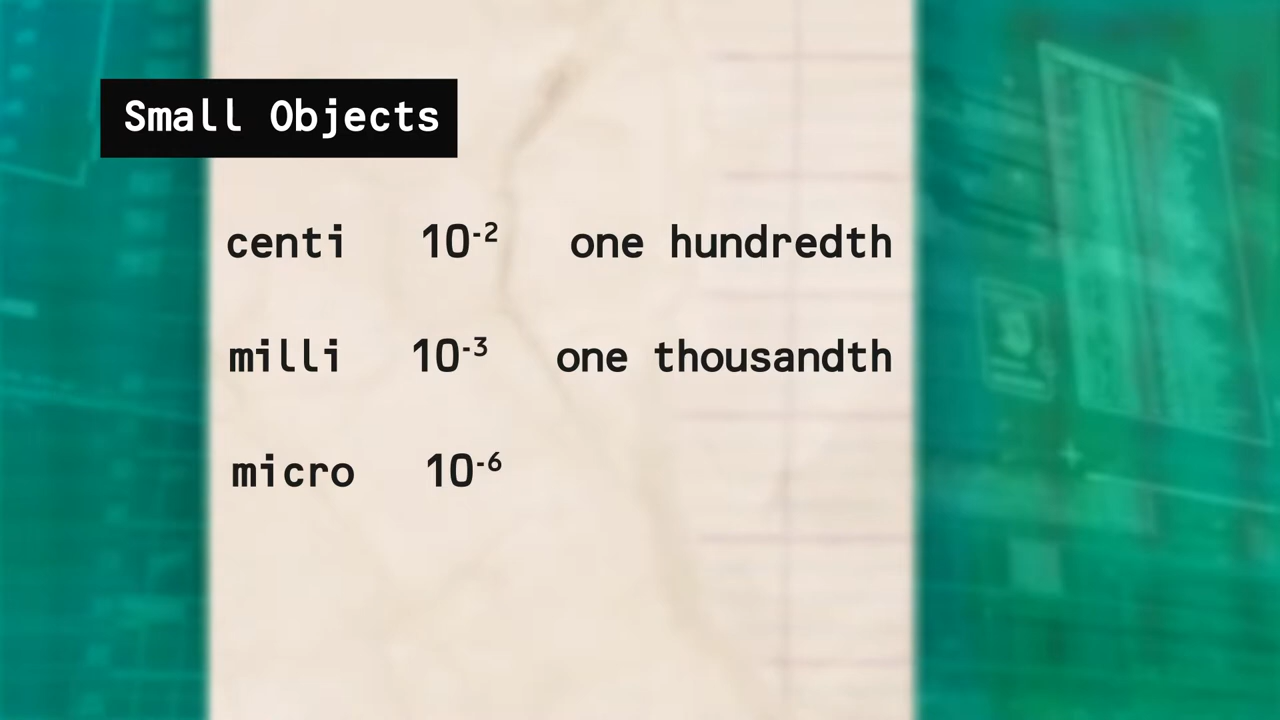 Small Objects
centi 10⁻² one hundredth
milli 10⁻³ one thousandth
micro 10⁻⁶